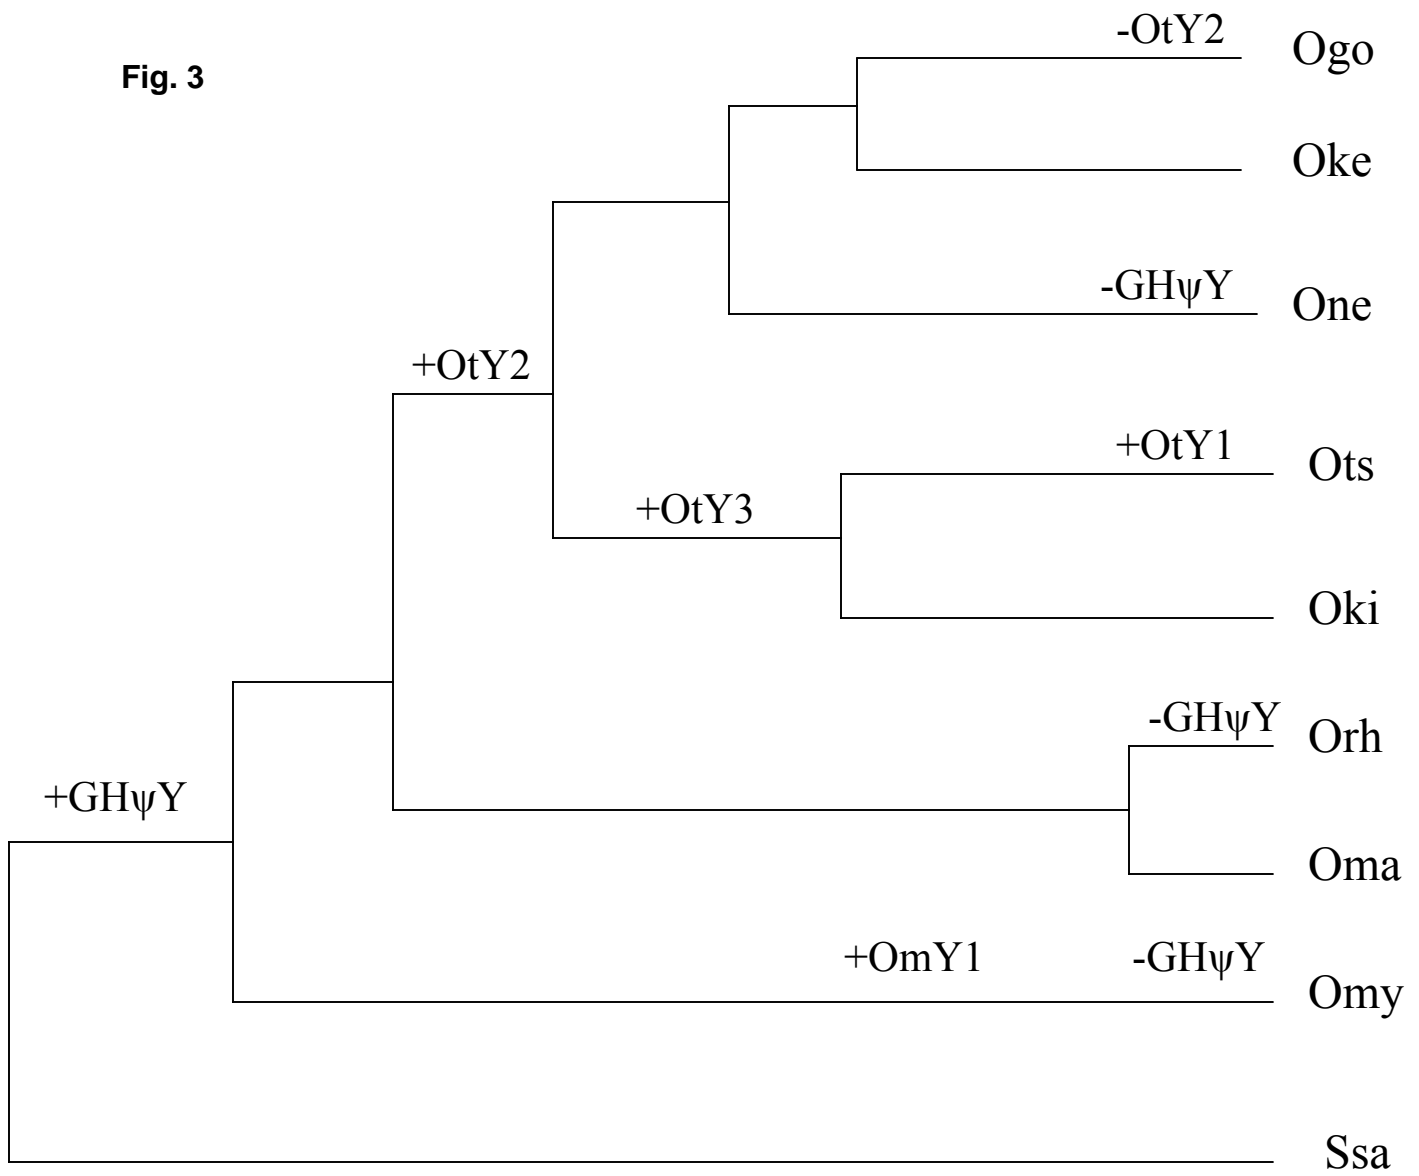 -OtY2
Ogo
Fig. 3
Oke
-GHψY
One
+OtY2
+OtY1
Ots
+OtY3
Oki
-GHψY
Orh
+GHψY
Oma
+OmY1
-GHψY
Omy
Ssa